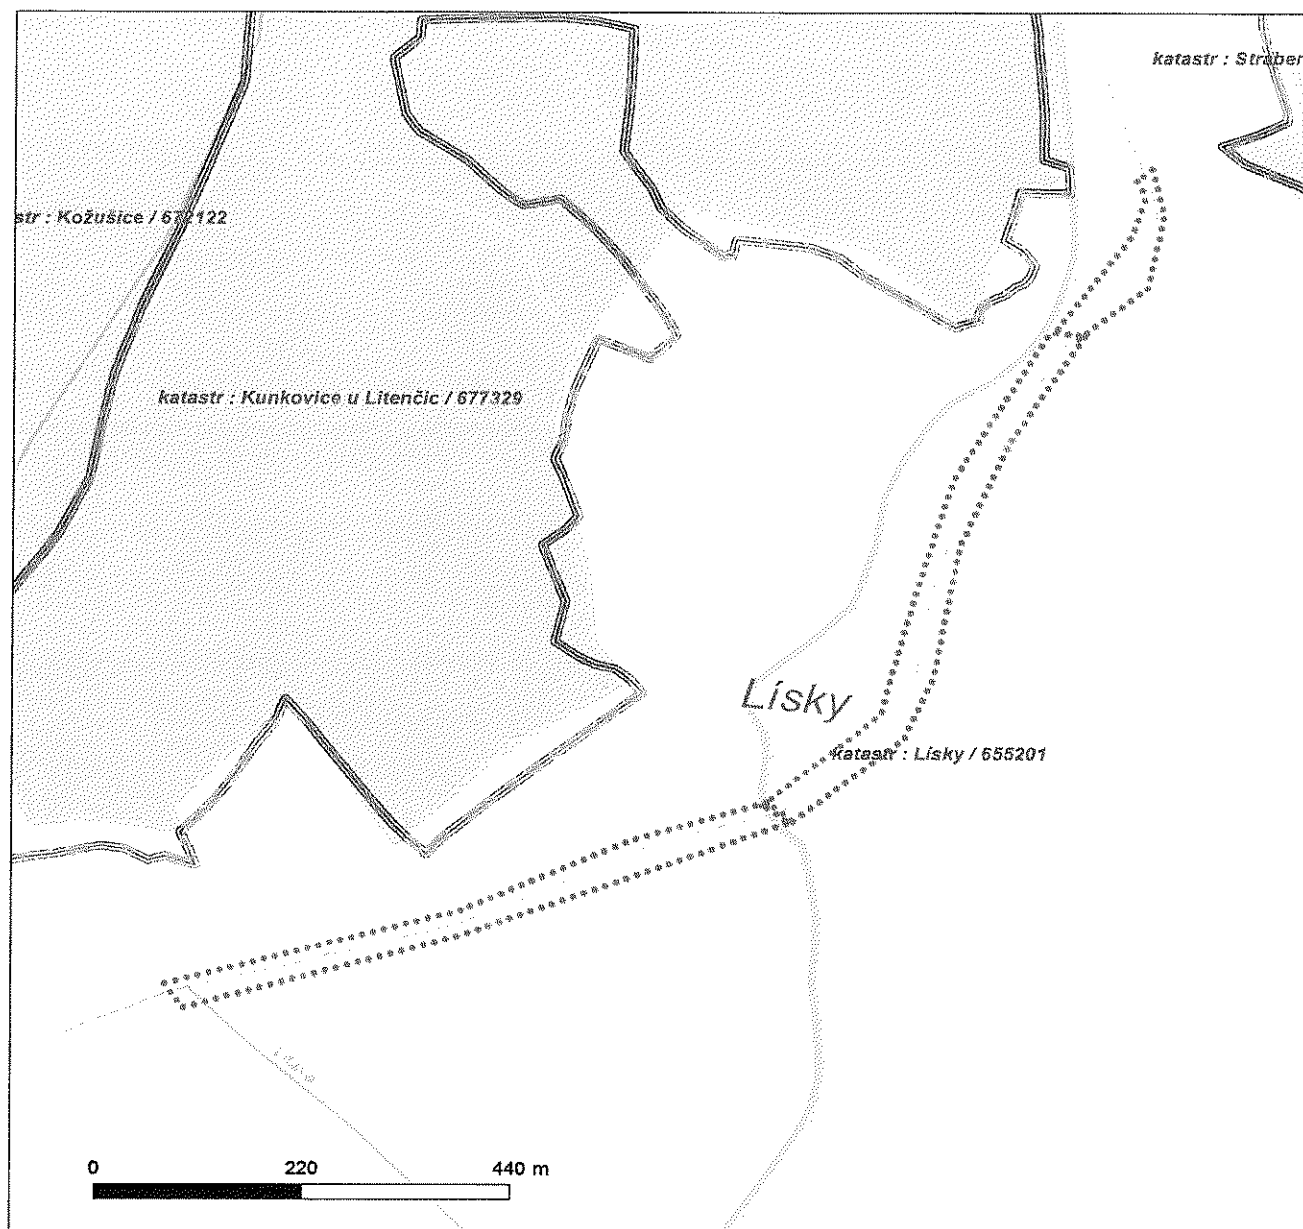 katastr : Stráber
str : Kožušice / 672122
katastr : Kunkovice u Litenčic / 677329
Lísky
katastr : Lísky / 655201
0 220 440 m